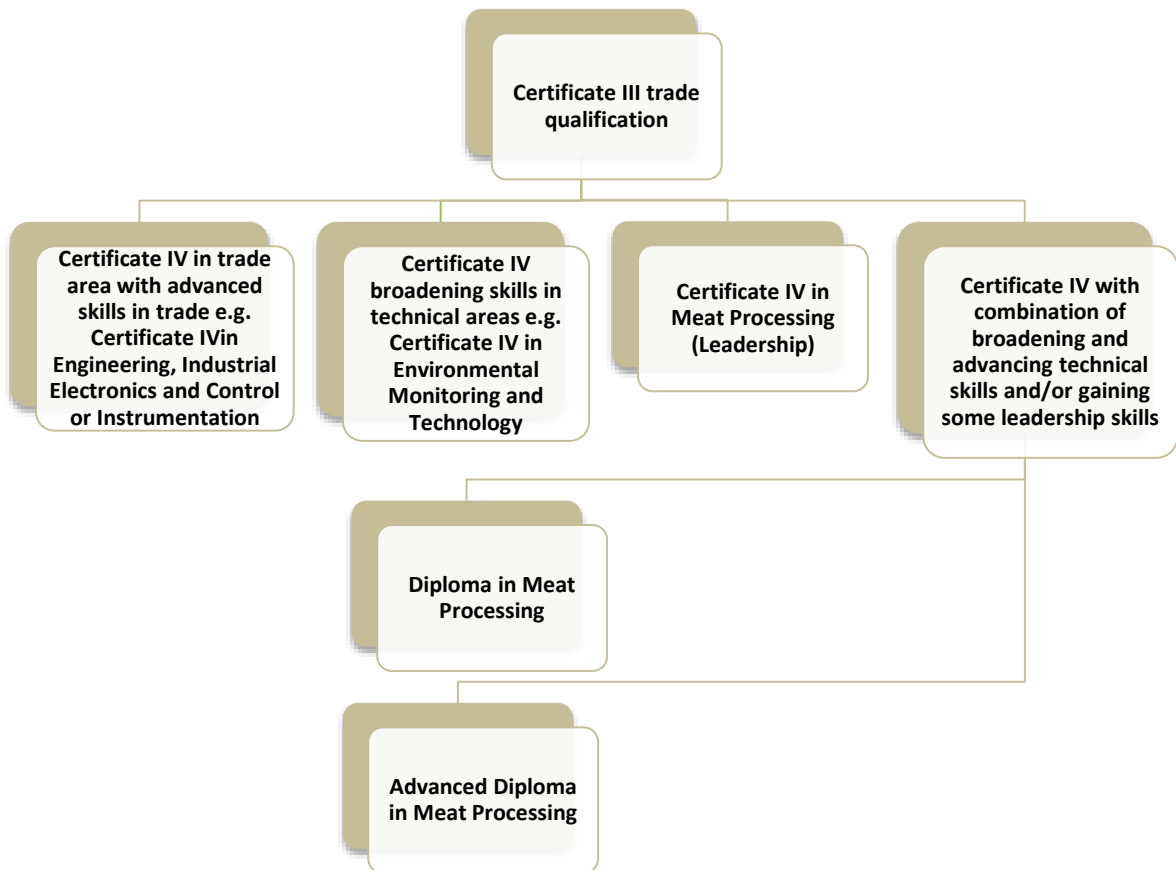 Certificate III trade
qualification
Certificate IV in trade
area with advanced
skills in trade e.g.
Certificate IVin
Engineering, Industrial
Electronics and Control
or Instrumentation
Certificate IV
broadening skills in
technical areas e.g.
Certificate IV in
Environmental
Monitoring and
Technology
Certificate IV in
Meat Processing
(Leadership)
Certificate IV with
combination of
broadening and
advancing technical
skills and/or gaining
some leadership skills
Diploma in Meat
Processing
Advanced Diploma
in Meat Processing